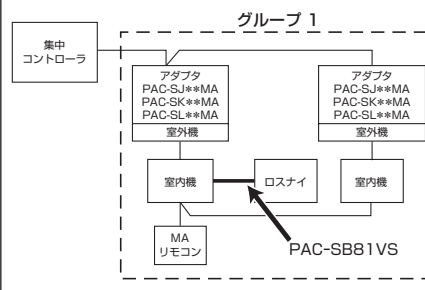 グループ 1
集中
コントローラ
アダプタ
PAC-SJ**MA
PAC-SK**MA
PAC-SL**MA
室外機
アダプタ
PAC-SJ**MA
PAC-SK**MA
PAC-SL**MA
室外機
室内機
ロスナイ
室内機
MA
リモコン
PAC-SB81VS